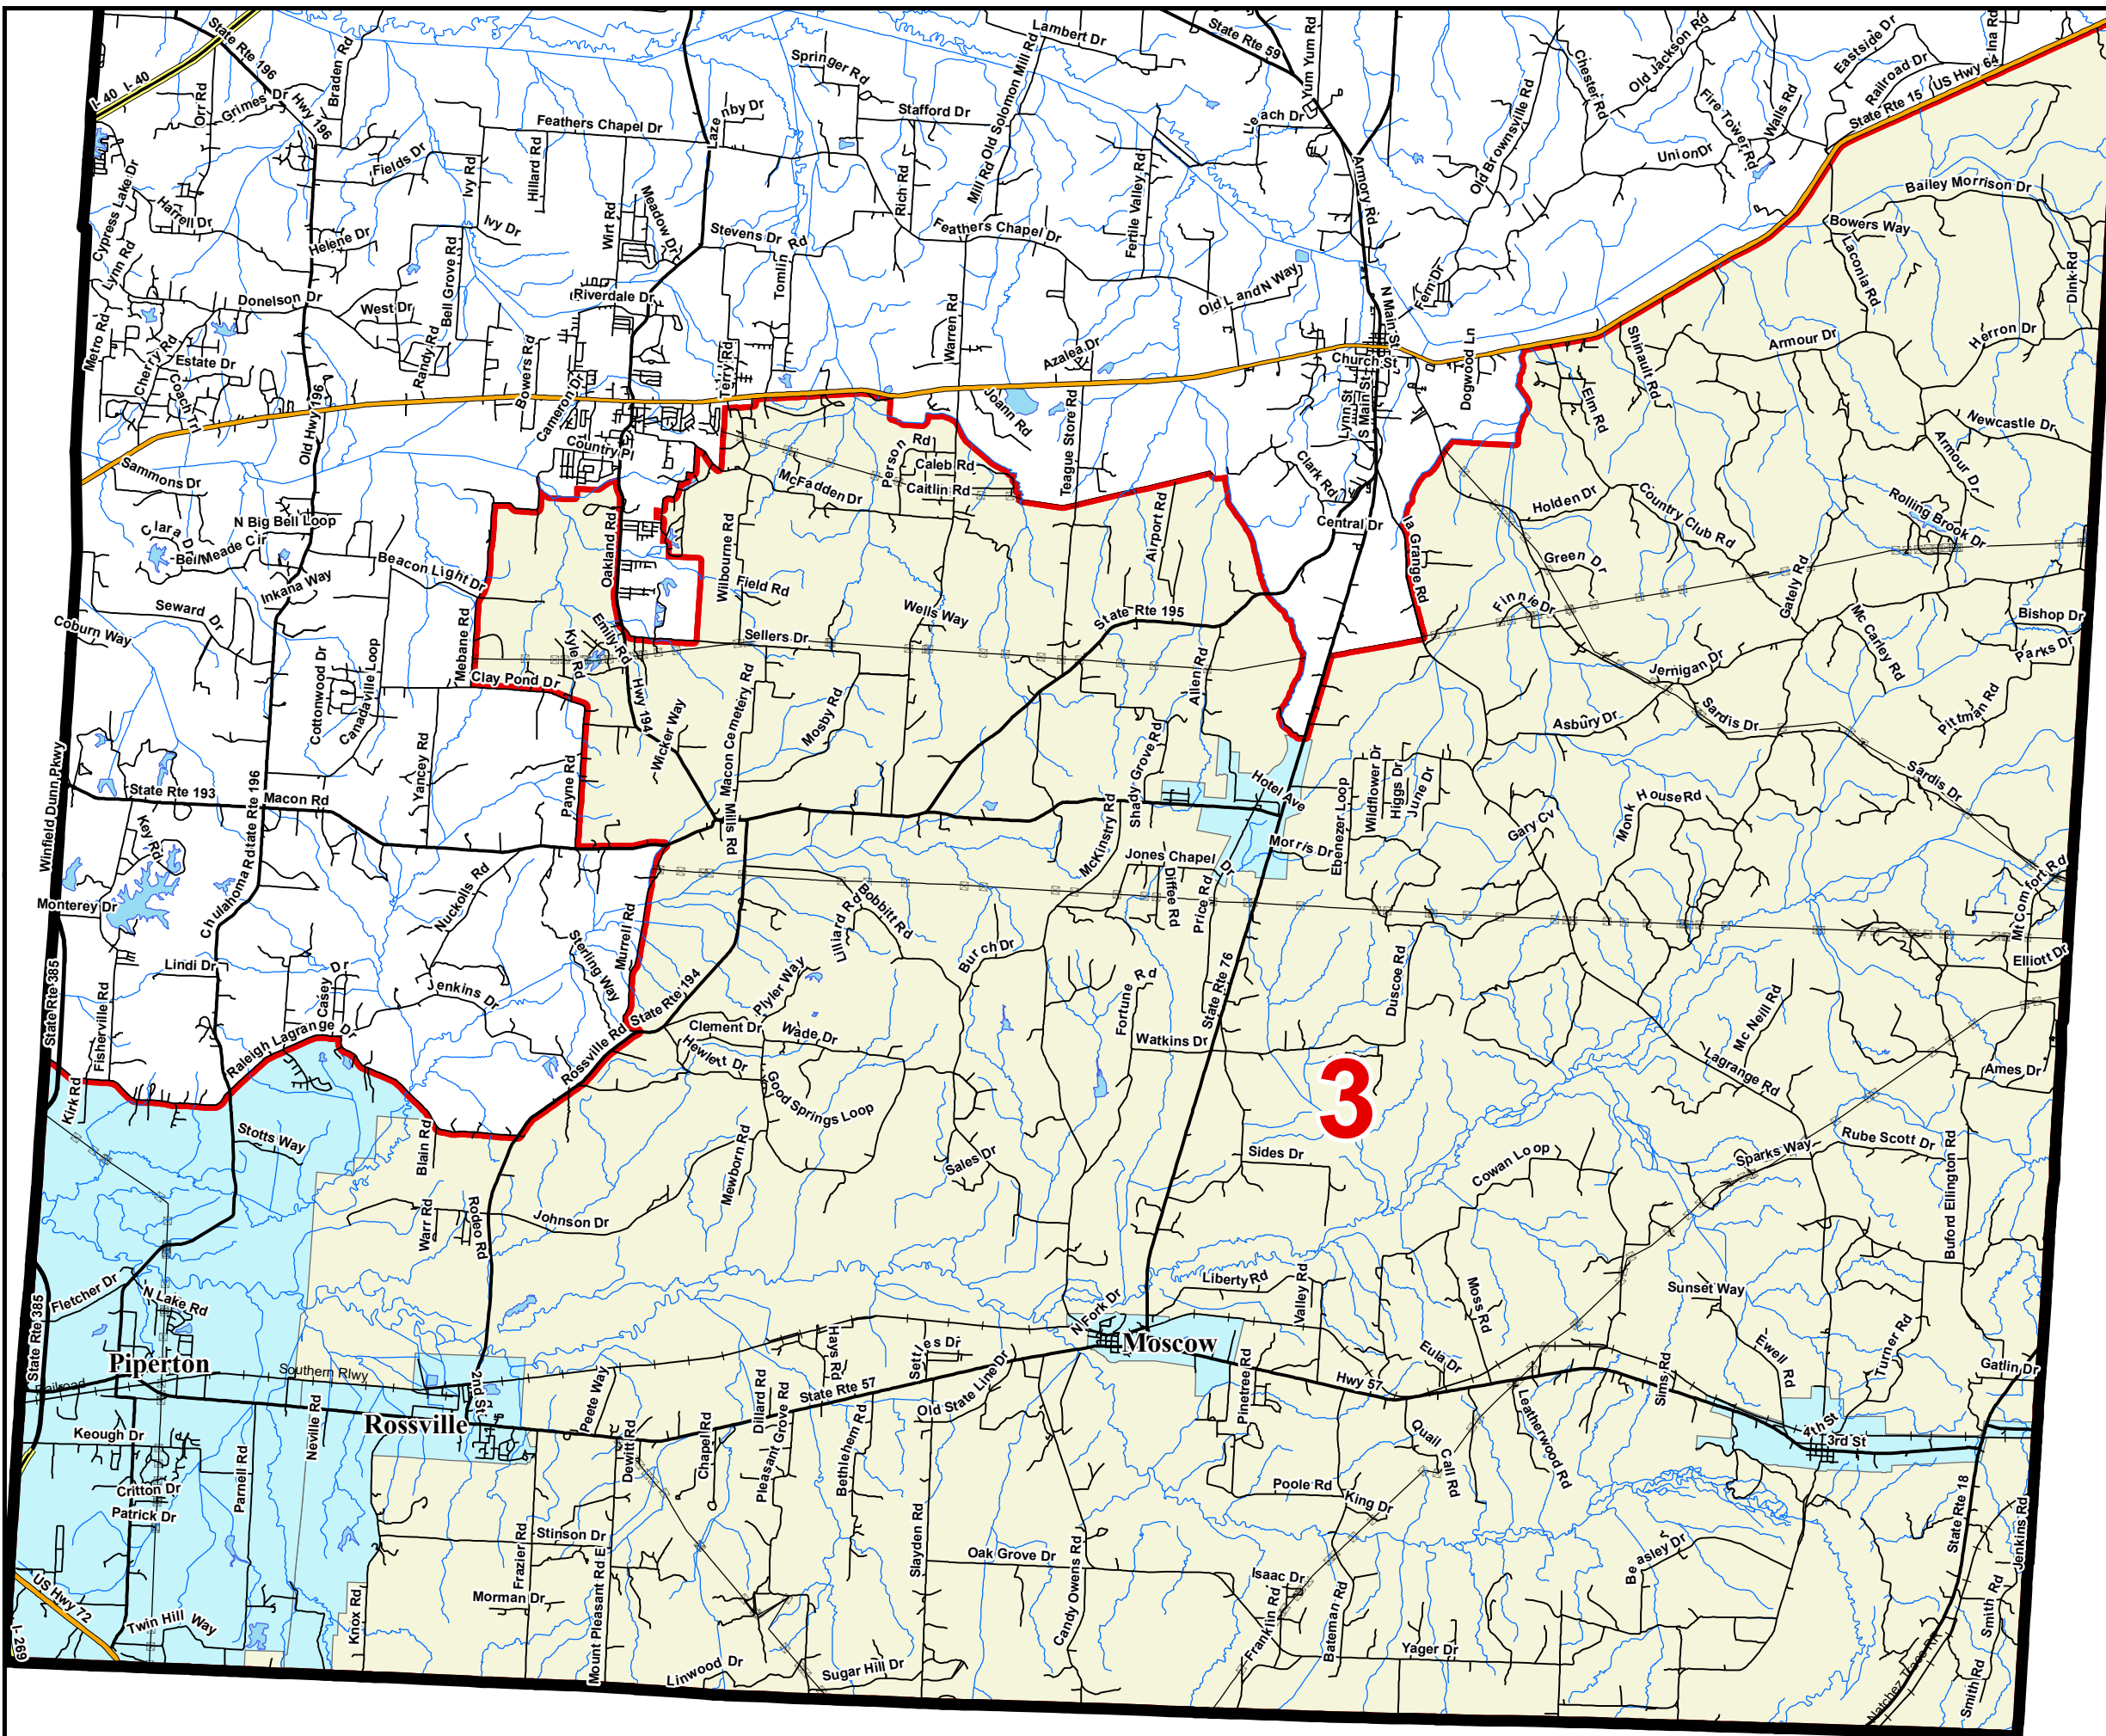 State Rte 196
Braden Rd
Lambert Dr
State Rte 59
Yum Yum Rd
Chester Rd
Old Jackson Rd
Eastside Dr
Ina Rd
Springer Rd
I- 40 I- 40
Orr Rd
Grimes Dr
Hwy 196
Railroad Dr
State Rte 15 US Hwy 64
Fire Tower Rd
Walls Rd
Old Brownsville Rd
Lazenby Dr
Stafford Dr
Old Solomon Mill Rd
Mill Rd
Leach Dr
Feathers Chapel Dr
Fields Dr
Ivy Rd
Hillard Rd
Armory Rd
Union Dr
Cypress Lake Dr
Harrell Dr
Lynn Rd
Helene Dr
Ivy Dr
Wirt Rd
Meadow Dr
Stevens Dr
Rd
Tomlin
Rich Rd
Feathers Chapel Dr
Fertile Valley Rd
Bailey Morrison Dr
Bowers Way
Laconia Rd
Dink Rd
Bell Grove Rd
Donelson Dr
West Dr
Riverdale Dr
Old Land N Way
N Main St
Fern Dr
Metro Rd
Cherry Rd
Estate Dr
Coach Trl
Randy Rd
Bowers Rd
Cameron Dr
Terry Rd
Warren Rd
Azalea Dr
Church St
Dogwood Ln
Shinault Rd
Armour Dr
Herron Dr
Old Hwy 196
Joann Rd
Lynn St
S Main St
Elm Rd
Newcastle Dr
Country Pl
Person Rd
Caleb Rd
Caitlin Rd
McFadden Dr
Teague Store Rd
Clark Rd
Armour Dr
Sammons Dr
Clara Dr
N Big Bell Loop
Bell Meade Cir
Beacon Light Dr
Oakland Rd
Wilbourne Rd
Airport Rd
Central Dr
la Grange Rd
Holden Dr
Country Club Rd
Rolling Brook Dr
Inkana Way
Field Rd
Green Dr
Seward Dr
Coburn Way
Mebane Rd
Emily Rd
Kyle Rd
Sellers Dr
Wells Way
State Rte 195
Finnie Dr
Gately Rd
Mc Carley Rd
Bishop Dr
Parks Dr
Cottonwood Dr
Canadaville Loop
Clay Pond Dr
Hwy 194
Wicker Way
Macon Cemetery Rd
Mosby Rd
Allen Rd
Jernigan Dr
Sardis Dr
Asbury Dr
Pittman Rd
Winfield Dunn Pkwy
Yancey Rd
Payne Rd
Shady Grove Rd
Hotel Ave
Wildflower Dr
Higgs Dr
June Dr
Sardis Dr
State Rte 193
Macon Rd
State Rte 196
Mills Rd
McKinstry Rd
Ebenezer Loop
Gary Cv
Monk House Rd
Key Rd
Jones Chapel Dr
Morris Dr
Monterey Dr
Chulahoma Rd
Nuckolls Rd
Murrell Rd
Sterling Way
Lilliard Rd
Bobbitt Rd
Diffie Rd
Price Rd
Mt Comfort Rd
Elliott Dr
State Rte 385
Lindi Dr
Casey Dr
Jenkins Dr
Burch Dr
Fortune Rd
State Rte 76
Duscoe Rd
Fisherville Rd
State Rte 194
Plyler Way
Mc Neill Rd
Raleigh Lagrange Dr
Rossville Rd
Clement Dr
Wade Dr
Hewlett Dr
Watkins Dr
3
Lagrange Rd
Ames Dr
Kirk Rd
Good Springs Loop
Stotts Way
Blain Rd
Mewborn Rd
Sales Dr
Sides Dr
Cowan Loop
Sparks Way
Rube Scott Dr
Buford Ellington Rd
Warr Rd
Rodeo Rd
Johnson Dr
Fletcher Dr
N Lake Rd
Liberty Rd
Valley Rd
Moss Rd
Sunset Way
N Fork Dr
Moscow
State Rte 385
Piperton
Southern Rlwy
Railroad
Hays Rd
Settles Dr
Eula Dr
Ewell Rd
Turner Rd
Gatlin Dr
2nd St
Peete Way
State Rte 57
Old State Line Dr
Pinetree Rd
Hwy 57
Sims Rd
Rossville
Neville Rd
Keough Dr
Dewitt Rd
Chapel Rd
Dillard Rd
Pleasant Grove Rd
Bethlehem Rd
Quail Call Rd
Leatherwood Rd
4th St
3rd St
Critton Dr
Patrick Dr
Parnell Rd
Poole Rd
King Dr
State Rte 18
Stinson Dr
Frazier Rd
Slayden Rd
Oak Grove Dr
Candy Owens Rd
Isaac Dr
Beasley Dr
Jenkins Rd
US Hwy 72
Twin Hill Way
Knox Rd
Morman Dr
Mount Pleasant Rd E
Franklin Rd
Bateman Rd
Smith Rd
I- 269
Linwood Dr
Sugar Hill Dr
Yager Dr
Natchez Trace RR
Smith Rd